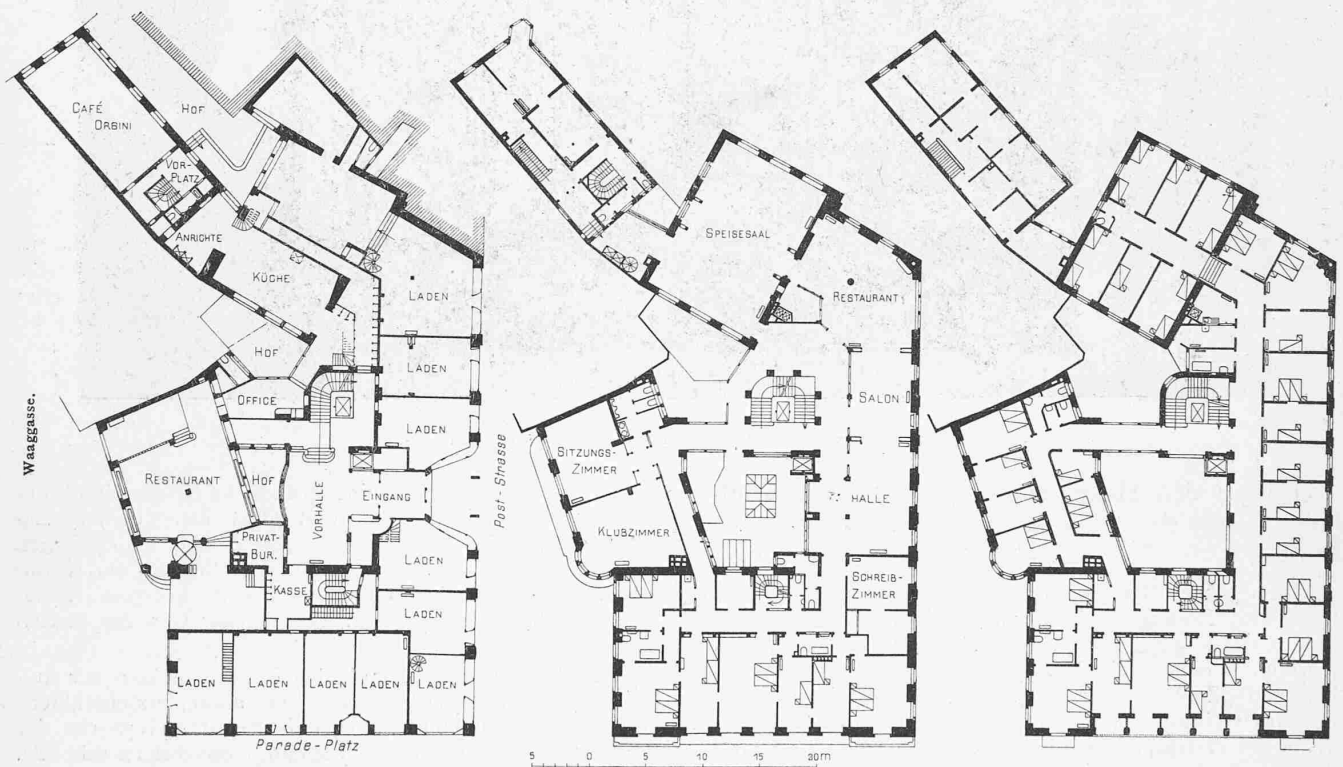 CAFÉ
ORBINI
HOF
VOR-
PLATZ
ANRICHTE
KÜCHE
LADEN
HOF
LADEN
OFFICE
LADEN
Waaggasse.
RESTAURANT
HOF
VORHALLE
EINGANG
Post-Strasse
PRIVAT-
BUR.
LADEN
KASSE
LADEN
LADEN
LADEN
LADEN
LADEN
LADEN
Parade-Platz
SPEISESAAL
RESTAURANT
SALON
SITZUNGS-
ZIMMER
HALLE
KLUBZIMMER
SCHREIB-
ZIMMER
5 0 5 10 15 20m